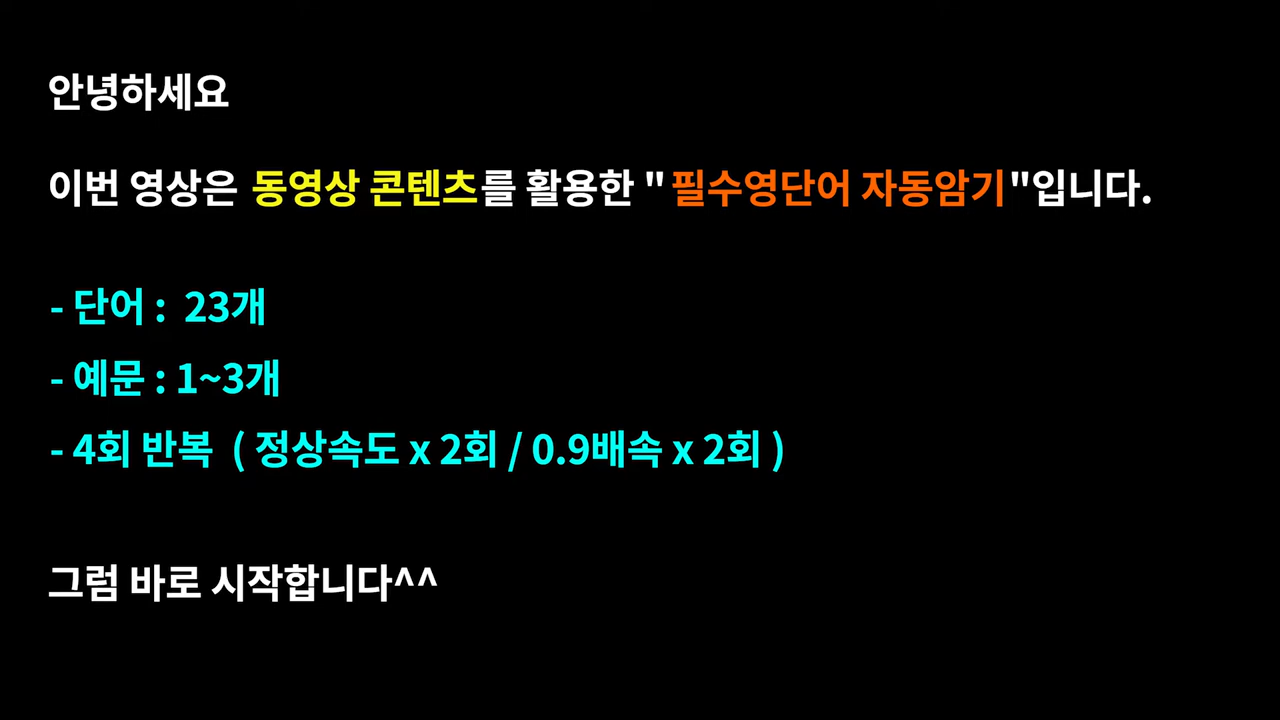 안녕하세요
이번 영상은 동영상 콘텐츠를 활용한 "필수영단어 자동암기"입니다.
- 단어 : 23개
- 예문 : 1~3개
- 4회 반복 ( 정상속도 x 2회 / 0.9배속 x 2회 )
그럼 바로 시작합니다^^